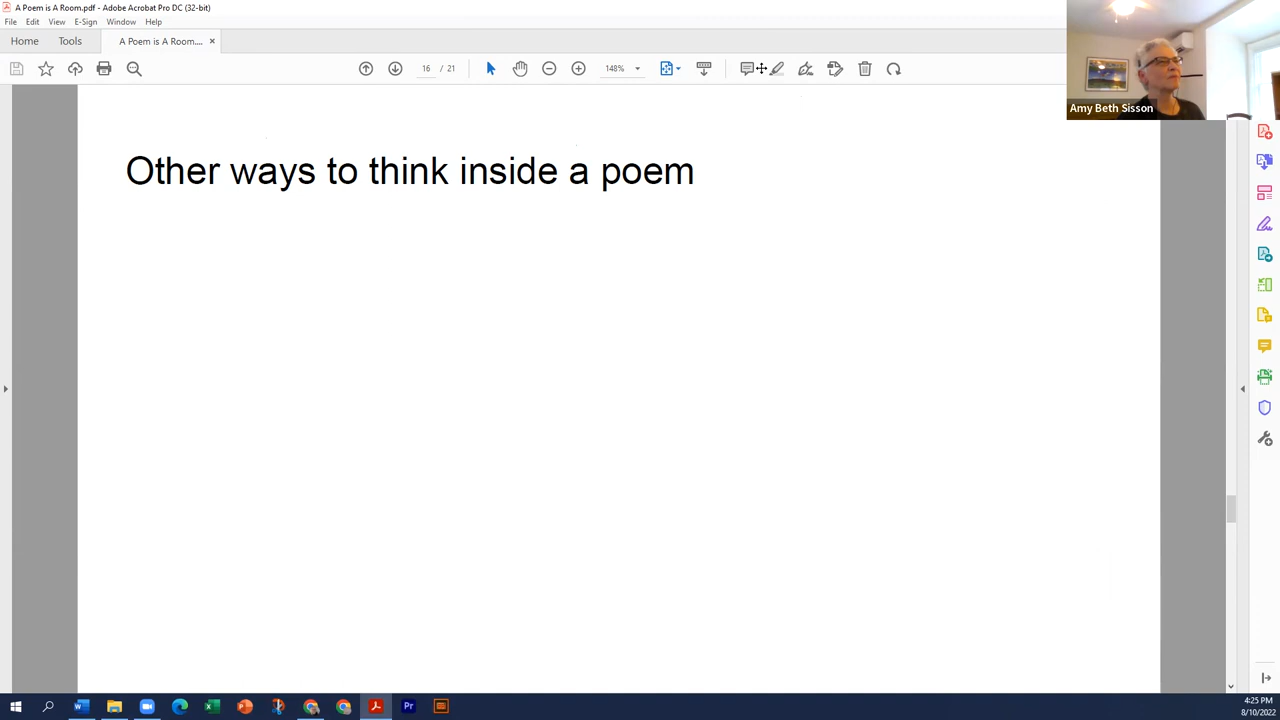 A Poem is A Room.pdf - Adobe Acrobat Pro DC (32-bit)
File Edit View E-Sign Window Help
Home Tools A Poem is A Room.... ×
16 / 21 148%
Amy Beth Sisson
Other ways to think inside a poem
4:25 PM
8/10/2022